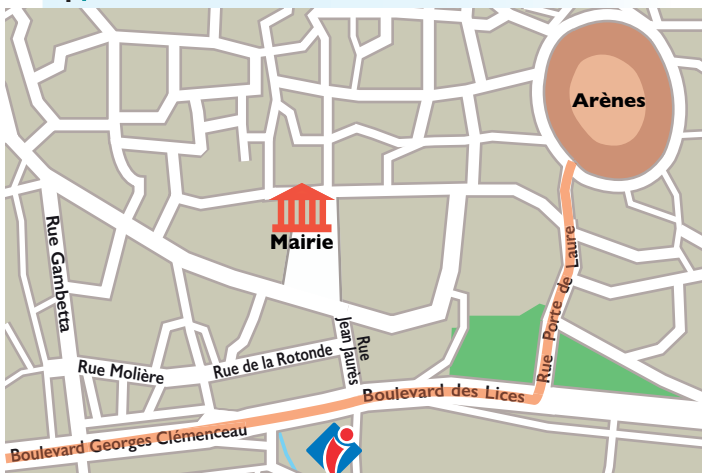 Arènes
Mairie
Rue Gambetta
Rue Porte de Laure
Rue
Jean Jaurès
Rue Molière
Rue de la Rotonde
Boulevard des Lices
Boulevard Georges Clémenceau